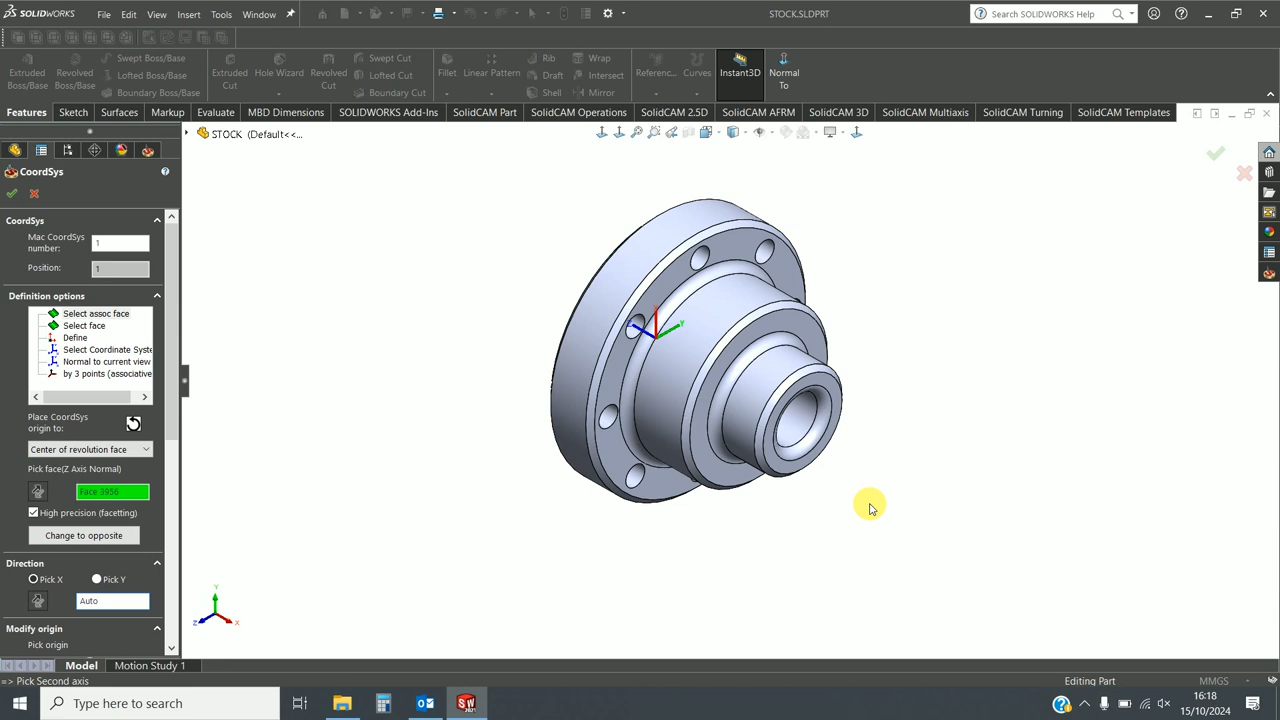 SOLIDWORKS File Edit View Insert Tools Window STOCK.SLDPRT Search SOLIDWORKS Help
Extruded Boss/Base Revolved Boss/Base Swept Boss/Base Lofted Boss/Base Boundary Boss/Base Extruded Cut Hole Wizard Revolved Cut Swept Cut Lofted Cut Boundary Cut Fillet Linear Pattern Rib Draft Shell Wrap Intersect Mirror Referenc... Curves Instant3D Normal To
Features Sketch Surfaces Markup Evaluate MBD Dimensions SOLIDWORKS Add-Ins SolidCAM Part SolidCAM Operations SolidCAM 2.5D SolidCAM AFRM SolidCAM 3D SolidCAM Multiaxis SolidCAM Turning SolidCAM Templates
STOCK (Default<<...
CoordSys
CoordSys
Mac CoordSys number: 1
Position: 1
Definition options
Select assoc face
Select face
Define
Select Coordinate Syste
Normal to current view
by 3 points (associative
Place CoordSys origin to:
Center of revolution face
Pick face(Z Axis Normal)
Face 3956
High precision (facetting)
Change to opposite
Direction
Pick X Pick Y
Auto
Modify origin
Pick origin
Y
Z X
Model Motion Study 1
=> Pick Second axis Editing Part MMGS
Type here to search
16:18
15/10/2024